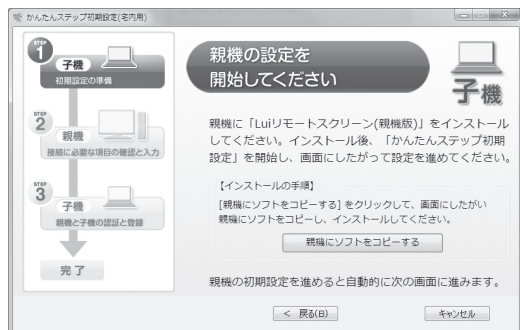 かんたんステップ初期設定(宅内用)
STEP
1
子機
初期設定の準備
STEP
2
親機
接続に必要な項目の確認と入力
STEP
3
子機
親機と子機の認証と登録
完了
親機の設定を
開始してください
子機
親機に「Luiリモートスクリーン(親機版)」をインストール
してください。インストール後、「かんたんステップ初期
設定」を開始し、画面にしたがって設定を進めてください。
【インストールの手順】
[親機にソフトをコピーする] をクリックして、画面にしたがい
親機にソフトをコピーし、インストールしてください。
親機にソフトをコピーする
親機の初期設定を進めると自動的に次の画面に進みます。
< 戻る(B)
キャンセル